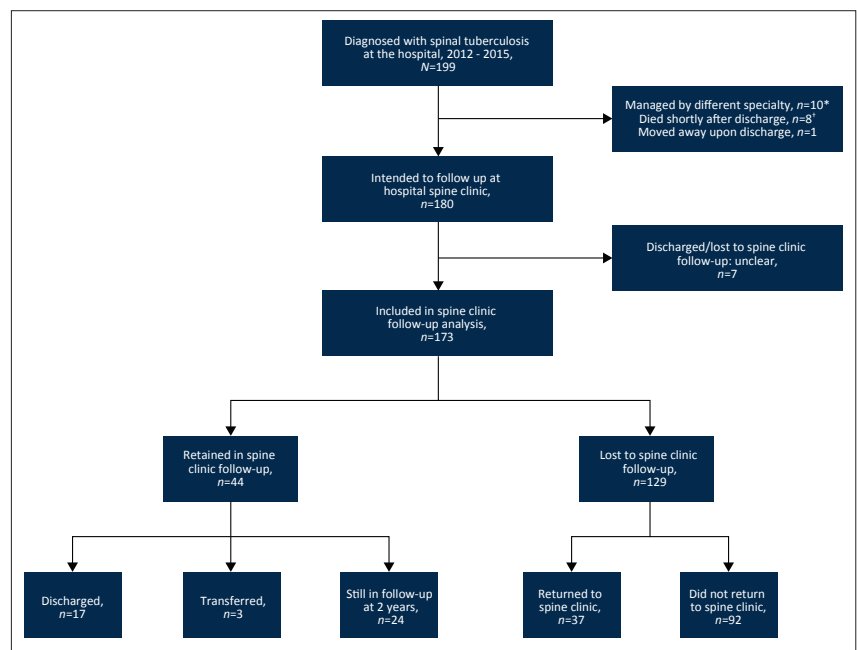 Diagnosed with spinal tuberculosis
at the hospital, 2012 - 2015,
N=199
Managed by different specialty, n=10*
Died shortly after discharge, n=8†
Moved away upon discharge, n=1
Intended to follow up at
hospital spine clinic,
n=180
Discharged/lost to spine clinic
follow-up: unclear,
n=7
Included in spine clinic
follow-up analysis,
n=173
Retained in spine
clinic follow-up,
n=44
Lost to spine clinic
follow-up,
n=129
Discharged,
n=17
Transferred,
n=3
Still in follow-up
at 2 years,
n=24
Returned to
spine clinic,
n=37
Did not return
to spine clinic,
n=92